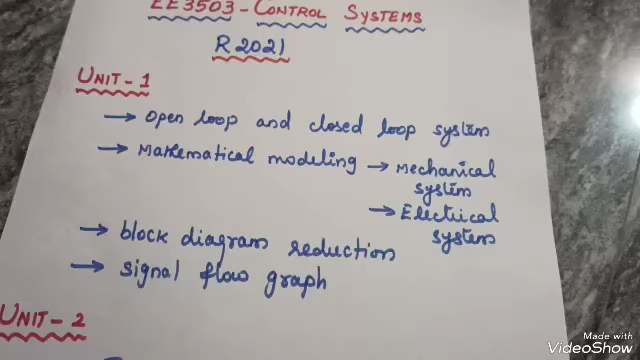 EE3503 - CONTROL SYSTEMS
R 2021
UNIT - 1
→ open loop and closed loop system
→ Mathematical modeling → Mechanical system
→ Electrical system
→ block diagram reduction
→ signal flow graph
UNIT - 2
Made with
VideoShow